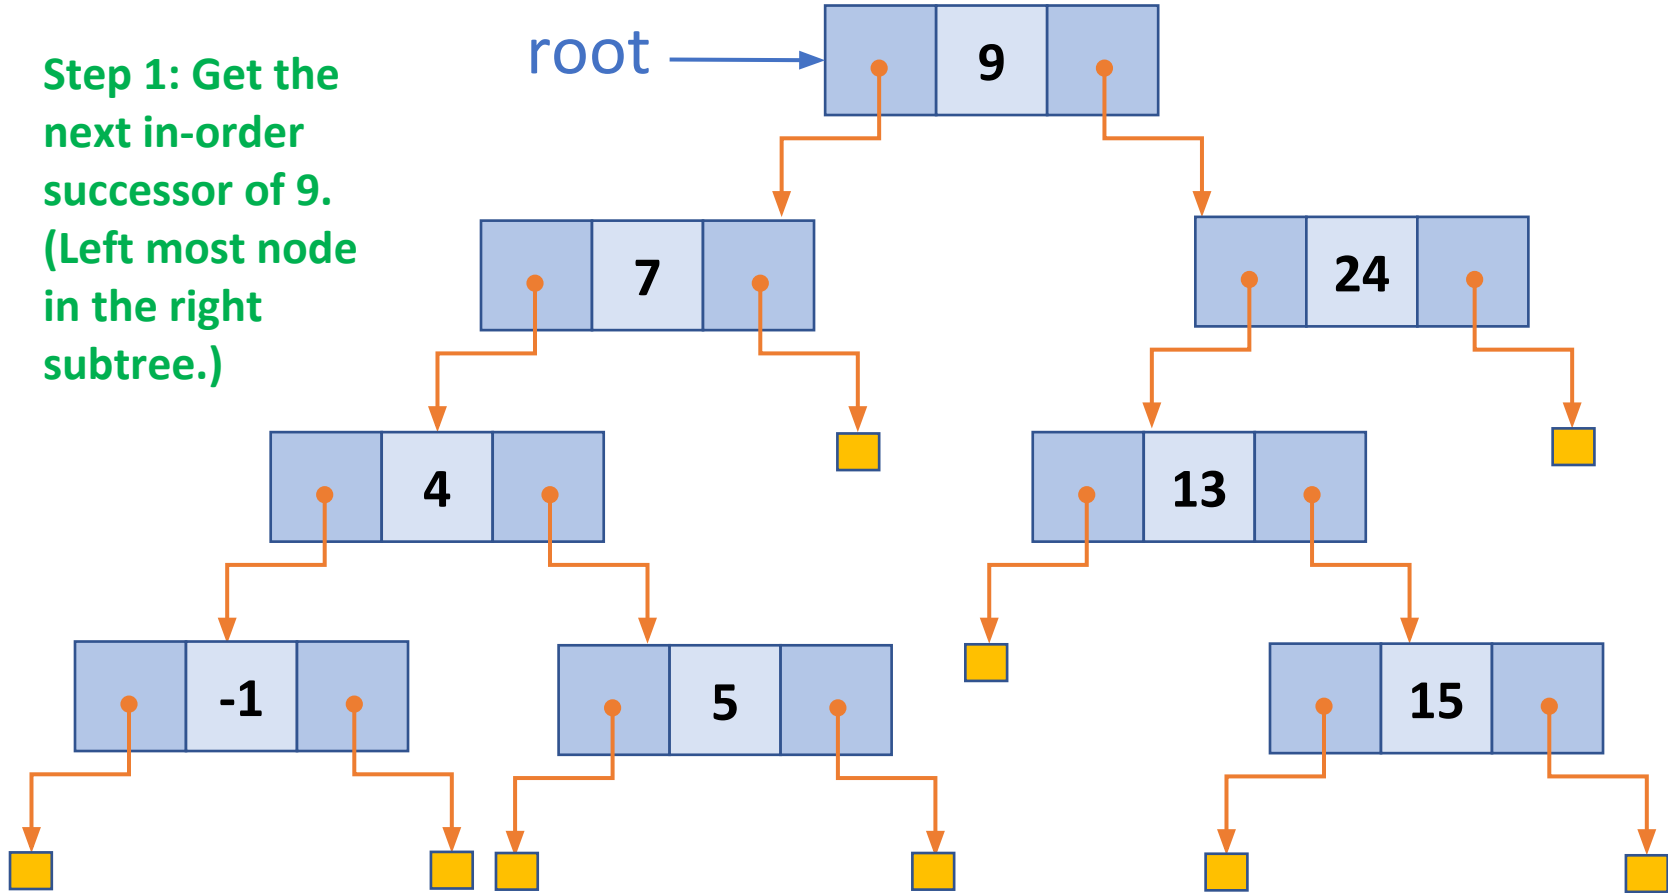 Step 1: Get the
next in-order
successor of 9.
(Left most node
in the right
subtree.)
root
9
7
24
4
13
-1
5
15